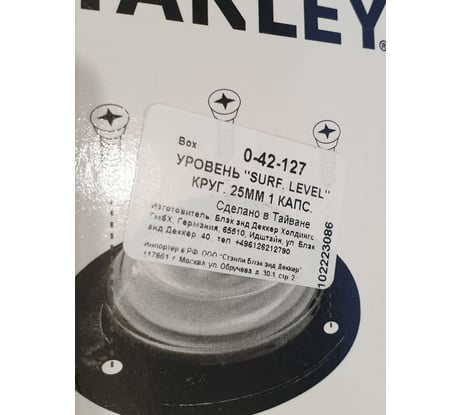 TARLEY®
Box
0-42-127
УРОВЕНЬ "SURF. LEVEL"
КРУГ. 25ММ 1 КАПС.
Сделано в Тайване
Изготовитель: Блэк энд Деккер Холдингс
ГмбХ, Германия, 65510, Идштайн, ул. Блэк
энд Деккер 40, тел +496126212790
Импортер в РФ: ООО "Стэнли Блэк энд Деккер"
117861 г. Москва ул. Обручева, д. 30/1, стр. 2
102223086